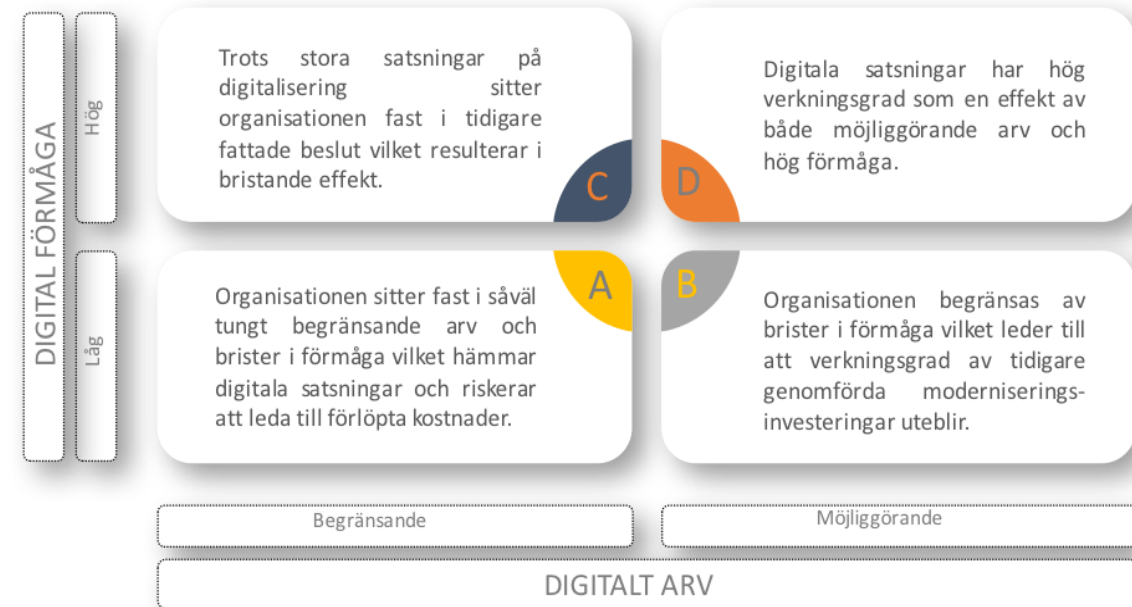 DIGITAL FÖRMÅGA
Hög
Trots stora satsningar på
digitalisering sitter
organisationen fast i tidigare
fattade beslut vilket resulterar i
bristande effekt.
C
D
Digitala satsningar har hög
verkningsgrad som en effekt av
både möjliggörande arv och
hög förmåga.
Låg
Organisationen sitter fast i såväl
tungt begränsande arv och
brister i förmåga vilket hämmar
digitala satsningar och riskerar
att leda till förlöpta kostnader.
A
B
Organisationen begränsas av
brister i förmåga vilket leder till
att verkningsgrad av tidigare
genomförda moderniserings-
investeringar uteblir.
Begränsande
Möjliggörande
DIGITALT ARV